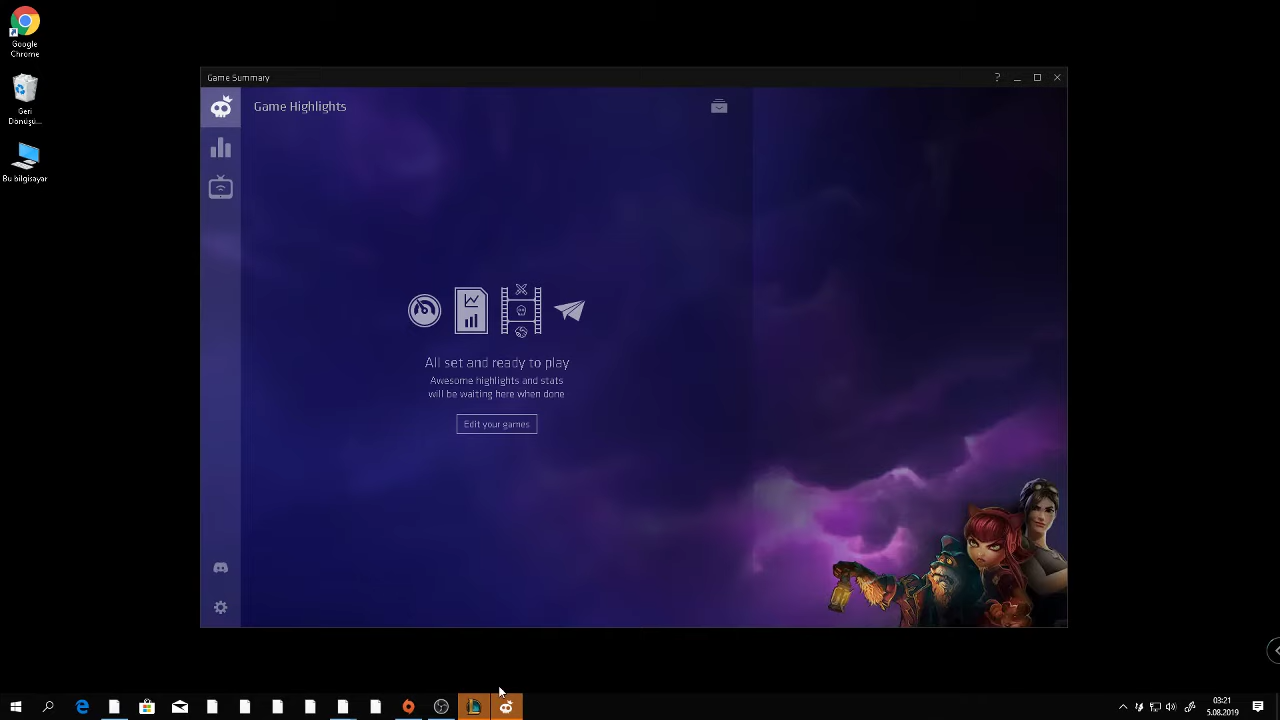 Google
Chrome
Geri
Dönüşü...
Bu bilgisayar
Game Summary
?
Game Highlights
All set and ready to play
Awesome highlights and stats
will be waiting here when done
Edit your games
03:21
5.08.2019